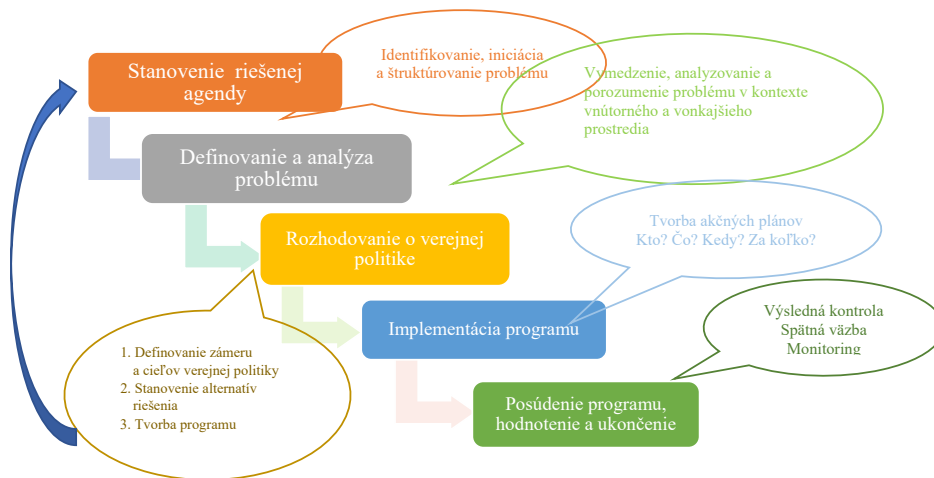 Stanovenie riešenej
agendy
Identifikovanie, iniciácia
a štruktúrovanie problému
Vymedzenie, analyzovanie a
porozumenie problému v kontexte
vnútorného a vonkajšieho
prostredia
Definovanie a analýza
problému
Rozhodovanie o verejnej
politike
Tvorba akčných plánov
Kto? Čo? Kedy? Za koľko?
Implementácia programu
Výsledná kontrola
Spätná väzba
Monitoring
1. Definovanie zámeru
a cieľov verejnej politiky
2. Stanovenie alternatív
riešenia
3. Tvorba programu
Posúdenie programu,
hodnotenie a ukončenie